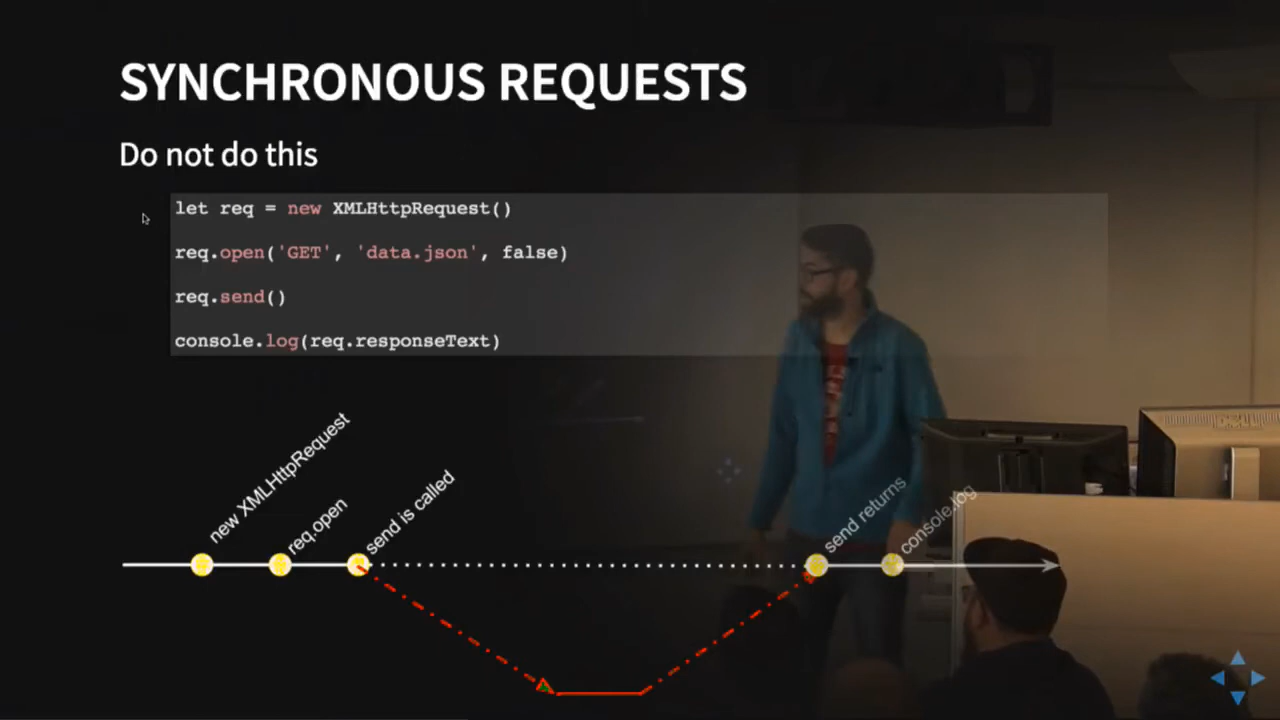 SYNCHRONOUS REQUESTS
Do not do this
let req = new XMLHttpRequest()
req.open('GET', 'data.json', false)
req.send()
console.log(req.responseText)
new XMLHttpRequest
req.open
send is called
send returns
console.log
DELL